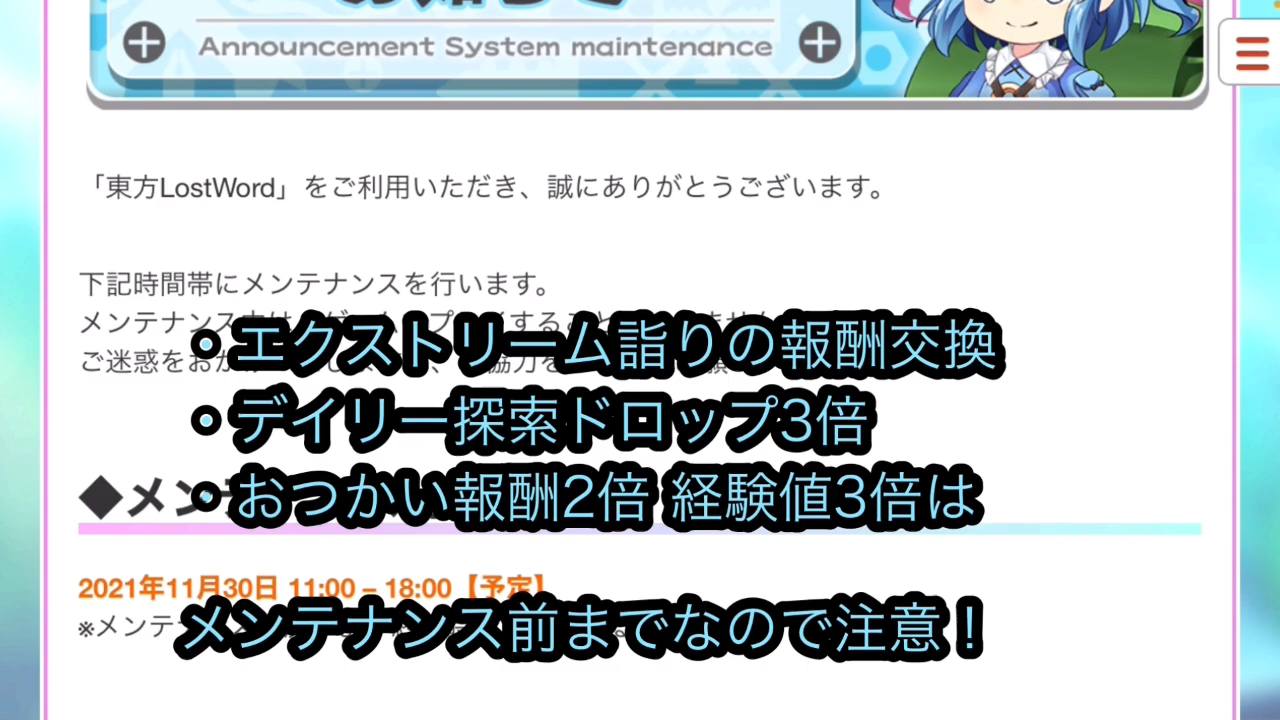 Announcement System maintenance
「東方LostWord」をご利用いただき、誠にありがとうございます。
下記時間帯にメンテナンスを行います。
メンテナンス
・エクストリーム詣りの報酬交換
ご迷惑をお
・デイリー探索ドロップ3倍
◆メン
・おつかい報酬2倍 経験値3倍は
2021年11月30日 11:00 – 18:00【予定】
※メンテ
メンテナンス前までなので注意！